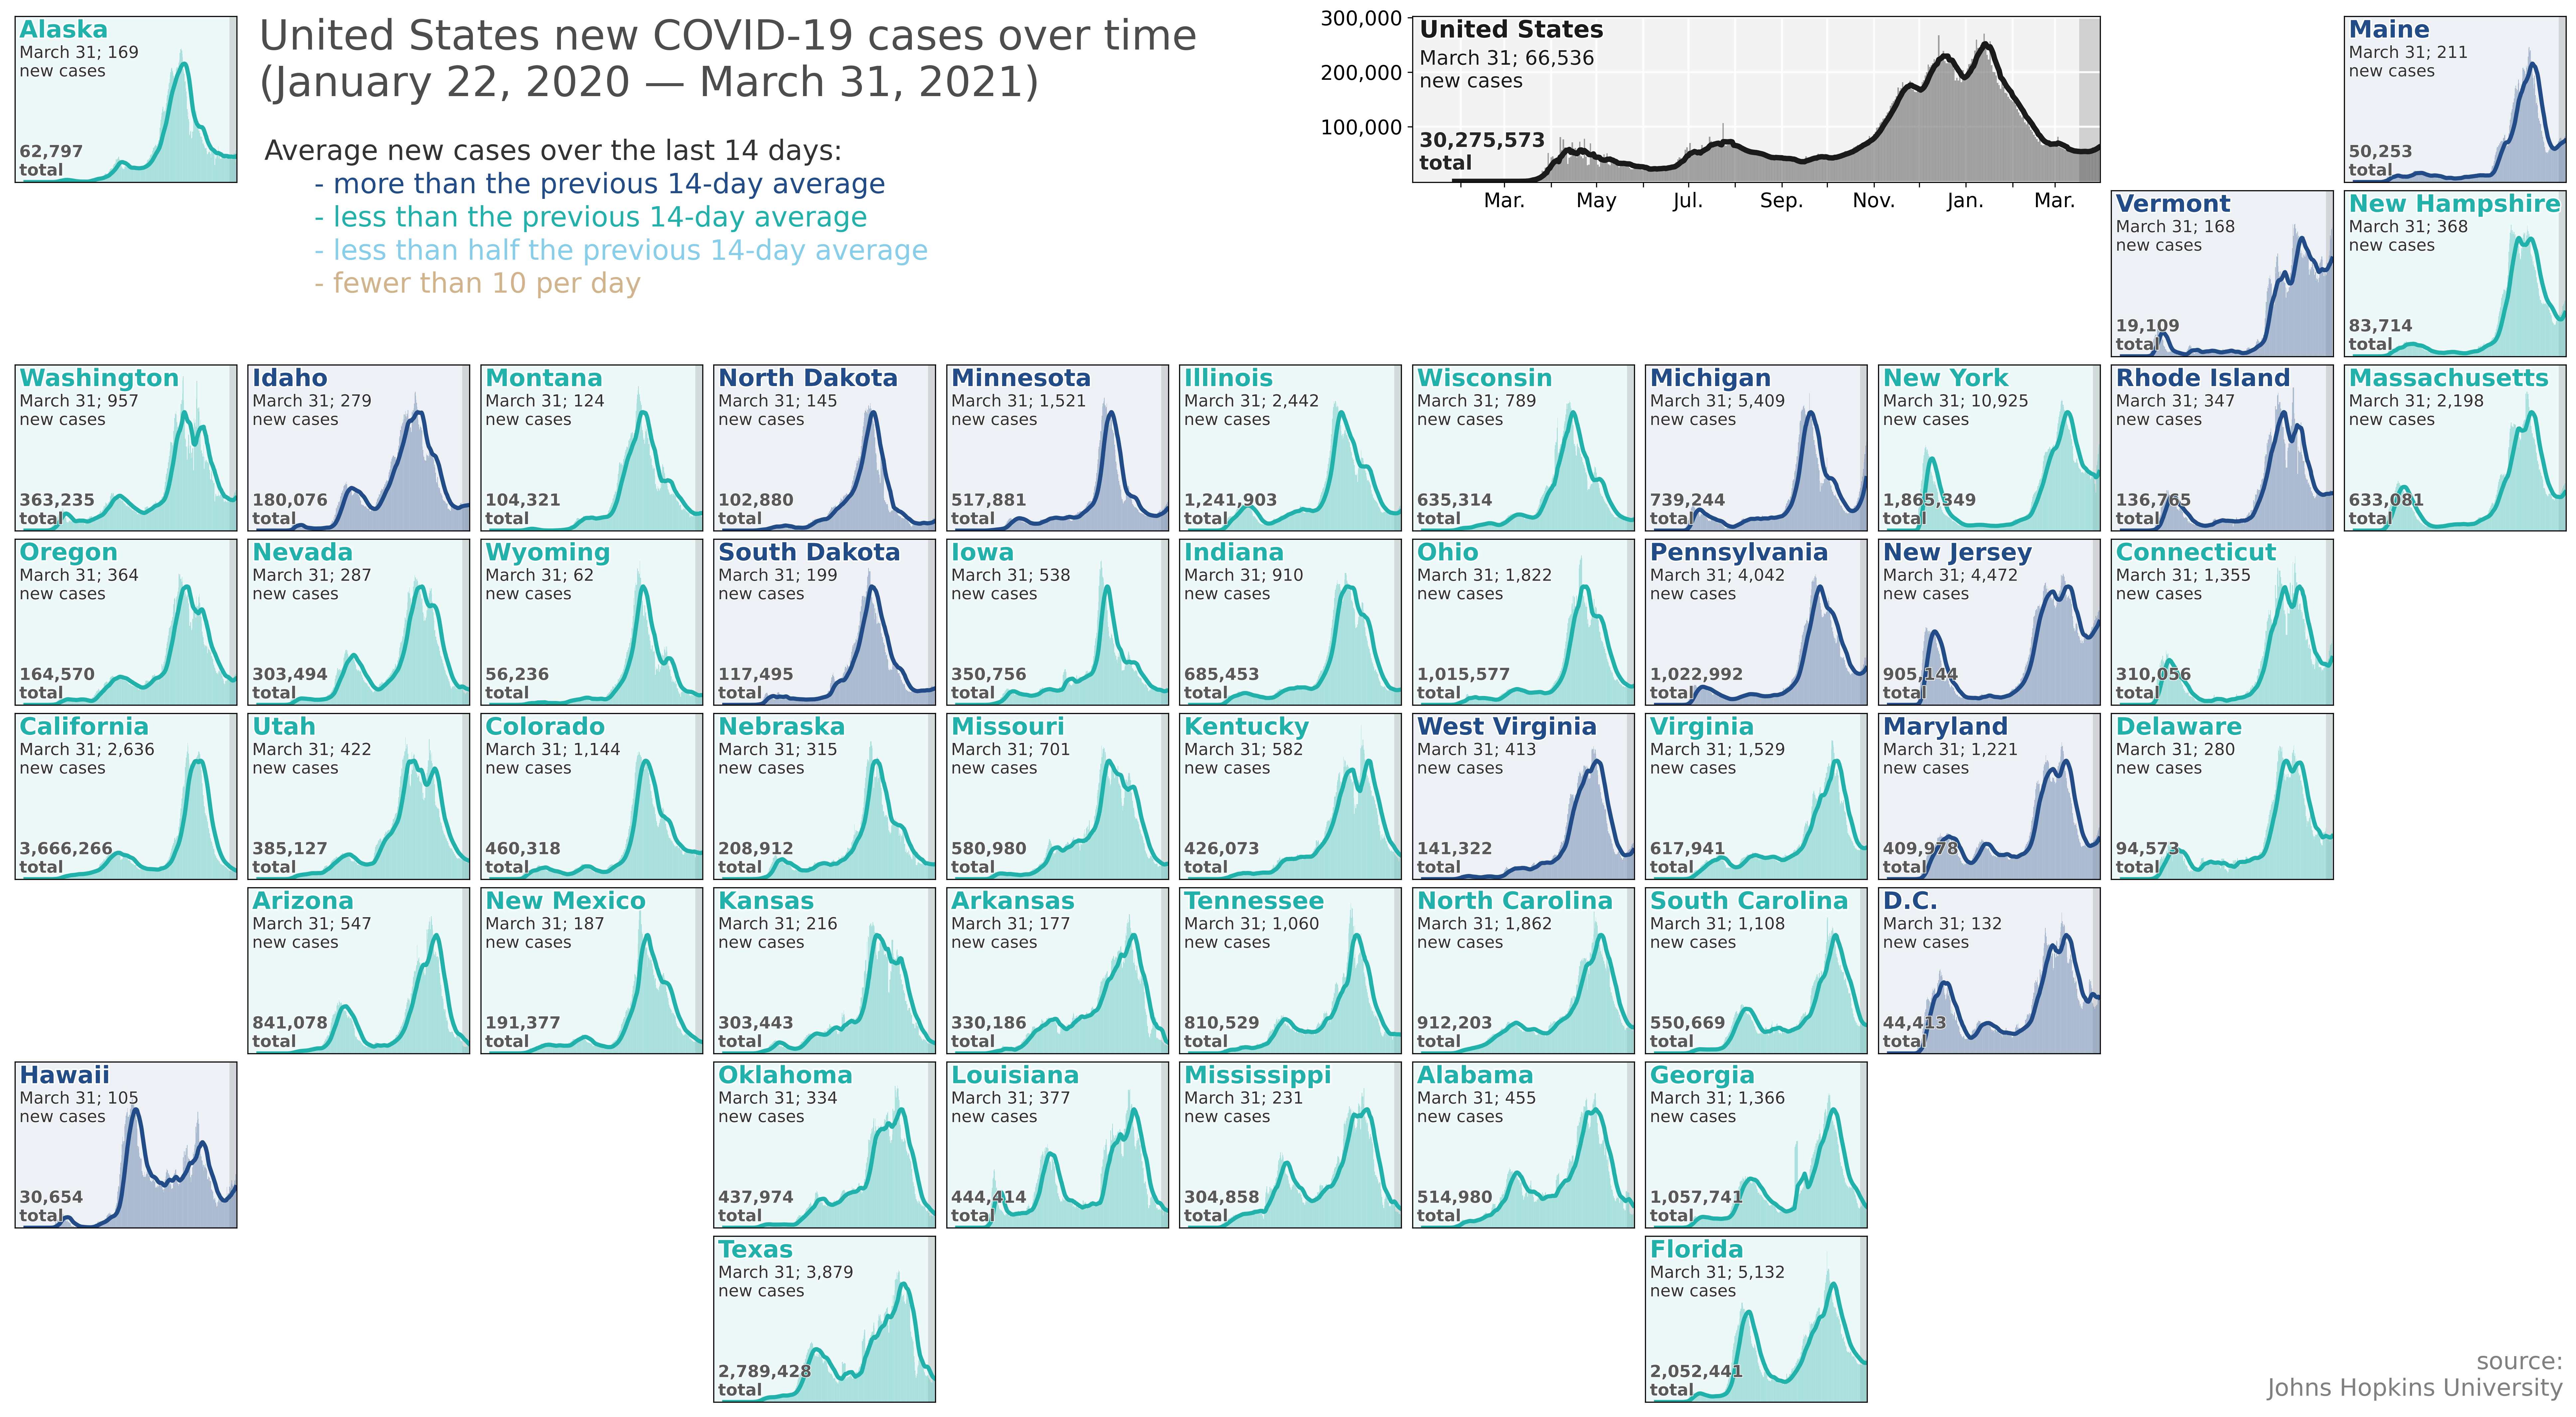 United States new COVID-19 cases over time
(January 22, 2020 — March 31, 2021)
Average new cases over the last 14 days:
- more than the previous 14-day average
- less than the previous 14-day average
- less than half the previous 14-day average
- fewer than 10 per day
Alaska
March 31; 169
new cases
62,797
total
300,000
200,000
100,000
United States
March 31; 66,536
new cases
30,275,573
total
Mar.
May
Jul.
Sep.
Nov.
Jan.
Mar.
Maine
March 31; 211
new cases
50,253
total
Vermont
March 31; 168
new cases
19,109
total
New Hampshire
March 31; 368
new cases
83,714
total
Washington
March 31; 957
new cases
363,235
total
Idaho
March 31; 279
new cases
180,076
total
Montana
March 31; 124
new cases
104,321
total
North Dakota
March 31; 145
new cases
102,880
total
Minnesota
March 31; 1,521
new cases
517,881
total
Illinois
March 31; 2,442
new cases
1,241,903
total
Wisconsin
March 31; 789
new cases
635,314
total
Michigan
March 31; 5,409
new cases
739,244
total
New York
March 31; 10,925
new cases
1,865,349
total
Rhode Island
March 31; 347
new cases
136,765
total
Massachusetts
March 31; 2,198
new cases
633,081
total
Oregon
March 31; 364
new cases
164,570
total
Nevada
March 31; 287
new cases
303,494
total
Wyoming
March 31; 62
new cases
56,236
total
South Dakota
March 31; 199
new cases
117,495
total
Iowa
March 31; 538
new cases
350,756
total
Indiana
March 31; 910
new cases
685,453
total
Ohio
March 31; 1,822
new cases
1,015,577
total
Pennsylvania
March 31; 4,042
new cases
1,022,992
total
New Jersey
March 31; 4,472
new cases
905,144
total
Connecticut
March 31; 1,355
new cases
310,056
total
California
March 31; 2,636
new cases
3,666,266
total
Utah
March 31; 422
new cases
385,127
total
Colorado
March 31; 1,144
new cases
460,318
total
Nebraska
March 31; 315
new cases
208,912
total
Missouri
March 31; 701
new cases
580,980
total
Kentucky
March 31; 582
new cases
426,073
total
West Virginia
March 31; 413
new cases
141,322
total
Virginia
March 31; 1,529
new cases
617,941
total
Maryland
March 31; 1,221
new cases
409,978
total
Delaware
March 31; 280
new cases
94,573
total
Arizona
March 31; 547
new cases
841,078
total
New Mexico
March 31; 187
new cases
191,377
total
Kansas
March 31; 216
new cases
303,443
total
Arkansas
March 31; 177
new cases
330,186
total
Tennessee
March 31; 1,060
new cases
810,529
total
North Carolina
March 31; 1,862
new cases
912,203
total
South Carolina
March 31; 1,108
new cases
550,669
total
D.C.
March 31; 132
new cases
44,413
total
Hawaii
March 31; 105
new cases
30,654
total
Oklahoma
March 31; 334
new cases
437,974
total
Louisiana
March 31; 377
new cases
444,414
total
Mississippi
March 31; 231
new cases
304,858
total
Alabama
March 31; 455
new cases
514,980
total
Georgia
March 31; 1,366
new cases
1,057,741
total
Texas
March 31; 3,879
new cases
2,789,428
total
Florida
March 31; 5,132
new cases
2,052,441
total
source:
Johns Hopkins University